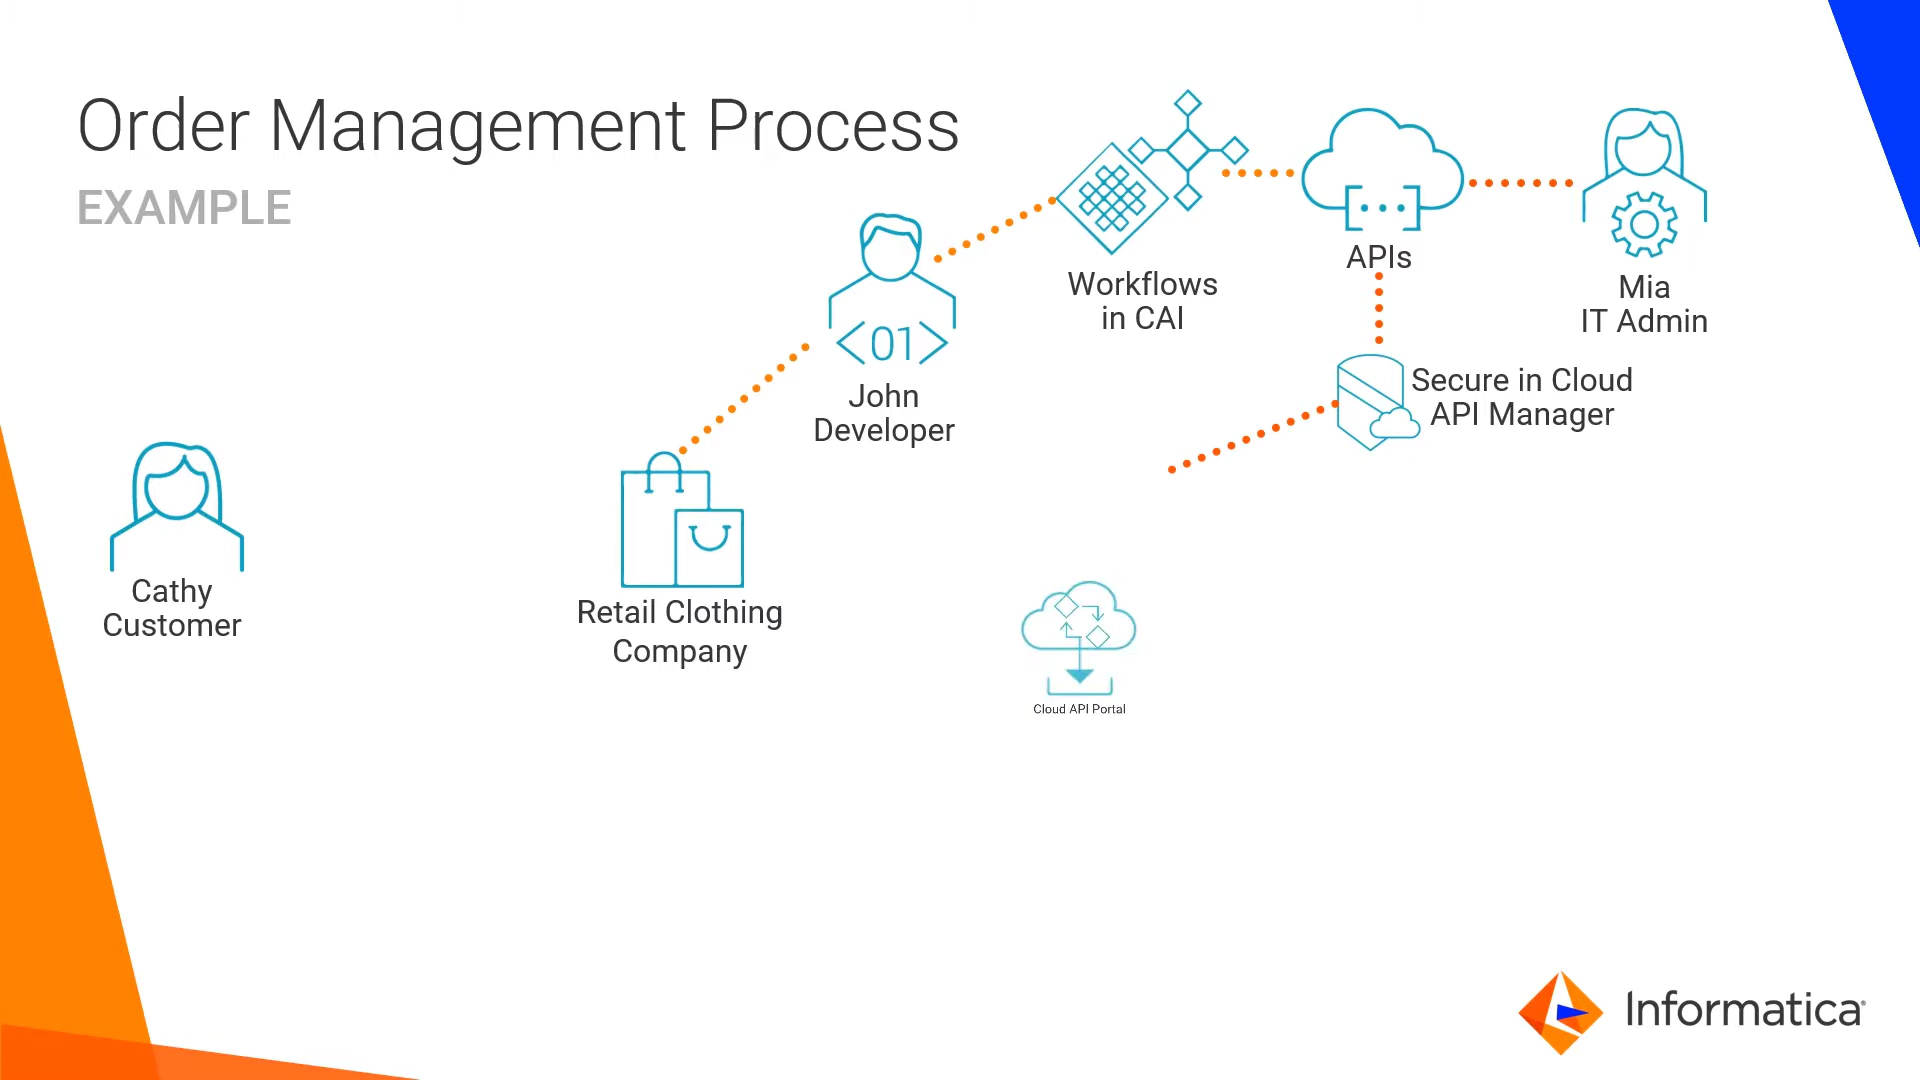 Order Management Process
EXAMPLE
Workflows
in CAI
APIs
Mia
IT Admin
<01>
John
Developer
Secure in Cloud
API Manager
Cathy
Customer
Retail Clothing
Company
Cloud API Portal
Informatica®